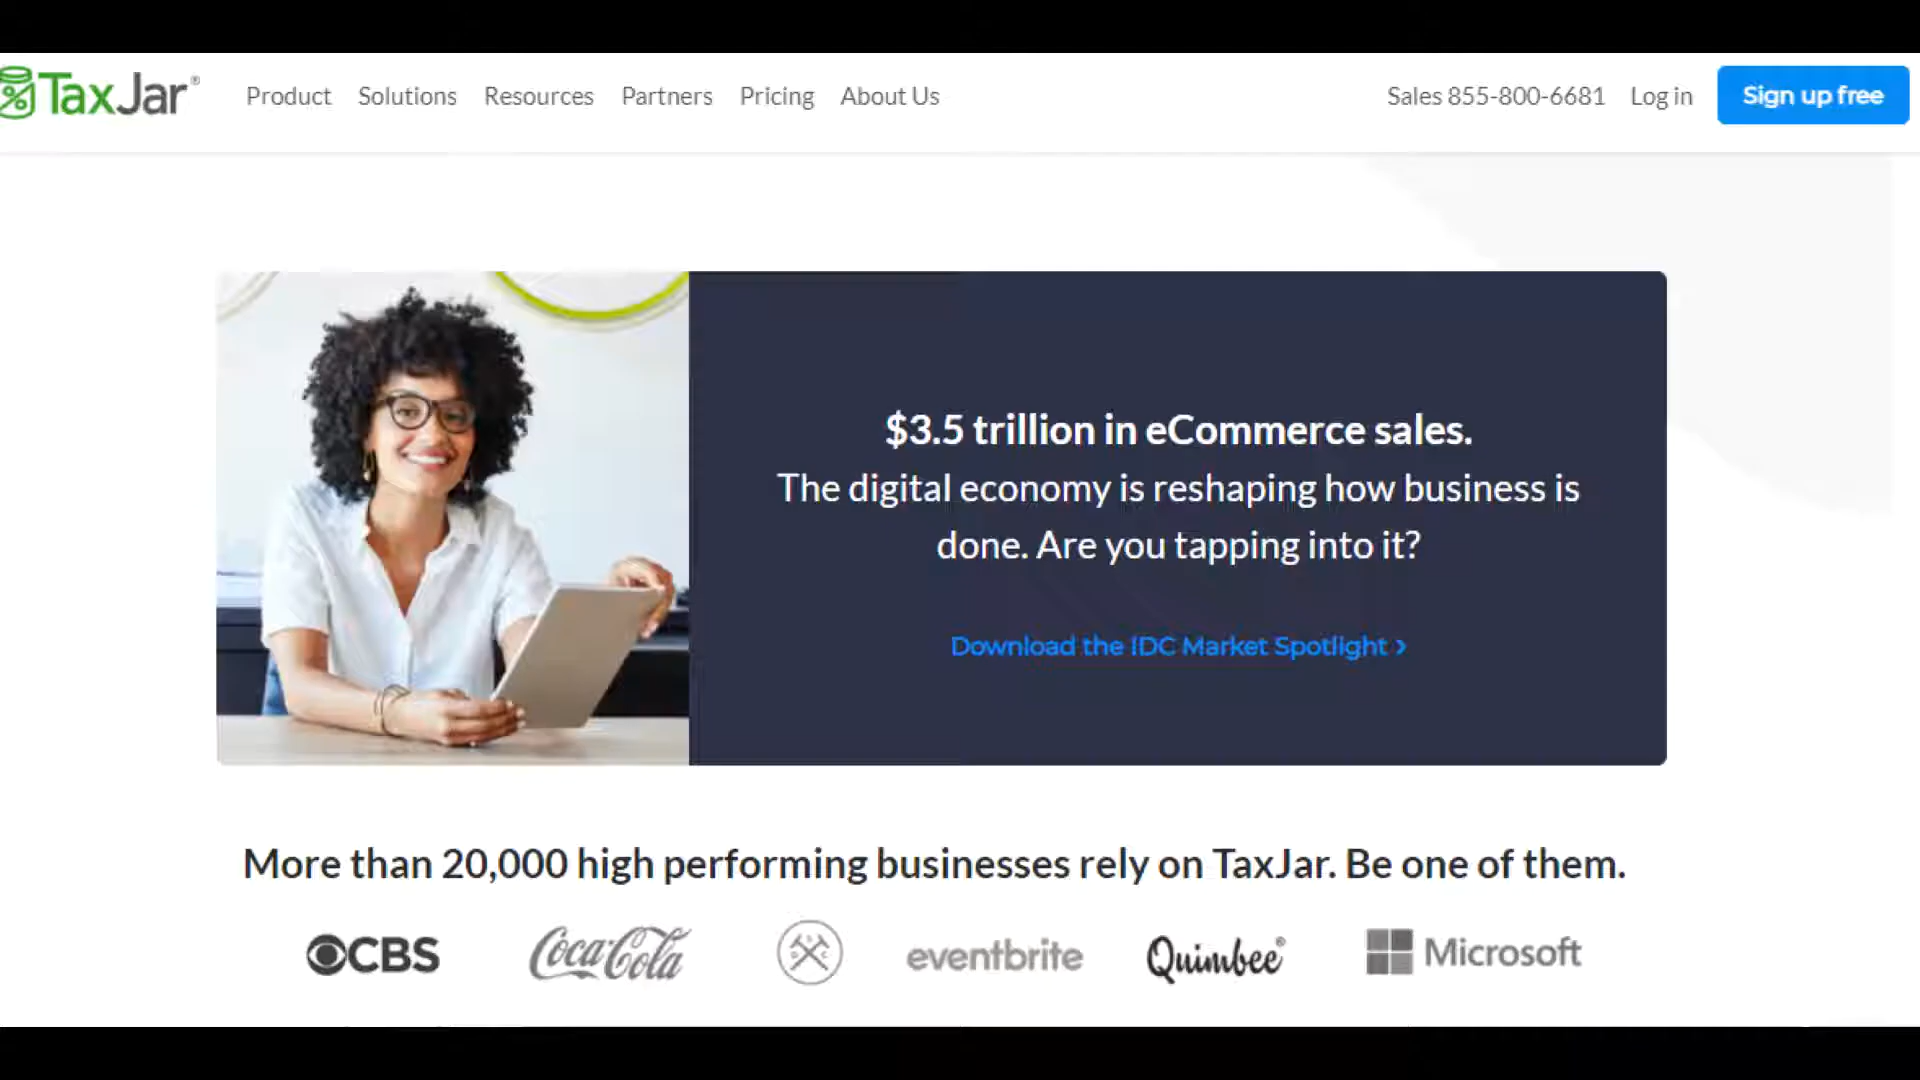 TaxJar®
Product Solutions Resources Partners Pricing About Us Sales 855-800-6681 Log in Sign up free
$3.5 trillion in eCommerce sales.
The digital economy is reshaping how business is
done. Are you tapping into it?
Download the IDC Market Spotlight >
More than 20,000 high performing businesses rely on TaxJar. Be one of them.
CBS Coca-Cola eventbrite Quimbee® Microsoft